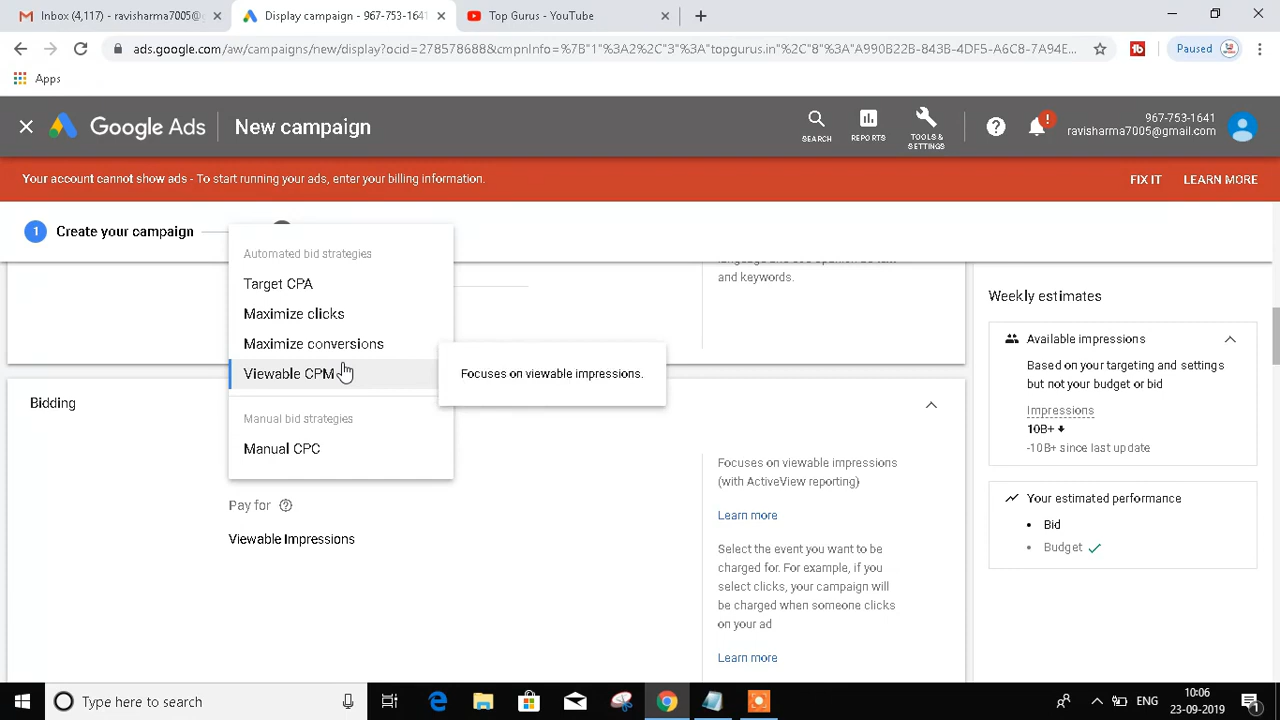 Inbox (4,117) - ravisharma7005@
Display campaign - 967-753-1641
Top Gurus - YouTube
ads.google.com/aw/campaigns/new/display?ocid=278578688&cmpnInfo=%7B"1"%3A2%2C"3"%3A"topgurus.in"%2C"8"%3A"A990B22B-843B-4DF5-A6C8-7A94E...
Paused
Apps
Google Ads
New campaign
SEARCH
REPORTS
TOOLS & SETTINGS
967-753-1641
ravisharma7005@gmail.com
Your account cannot show ads - To start running your ads, enter your billing information.
FIX IT
LEARN MORE
1 Create your campaign
Automated bid strategies
Target CPA
Maximize clicks
Maximize conversions
Viewable CPM
Focuses on viewable impressions.
Manual bid strategies
Manual CPC
and keywords.
Bidding
Pay for
Viewable Impressions
Focuses on viewable impressions
(with ActiveView reporting)
Learn more
Select the event you want to
be charged for. For example, if you
select clicks, your campaign will
be charged when someone clicks
on your ad
Learn more
Weekly estimates
Available impressions
Based on your targeting and settings
but not your budget or bid
Impressions
10B+
-10B+ since last update
Your estimated performance
• Bid
• Budget
Type here to search
ENG
10:06
23-09-2019